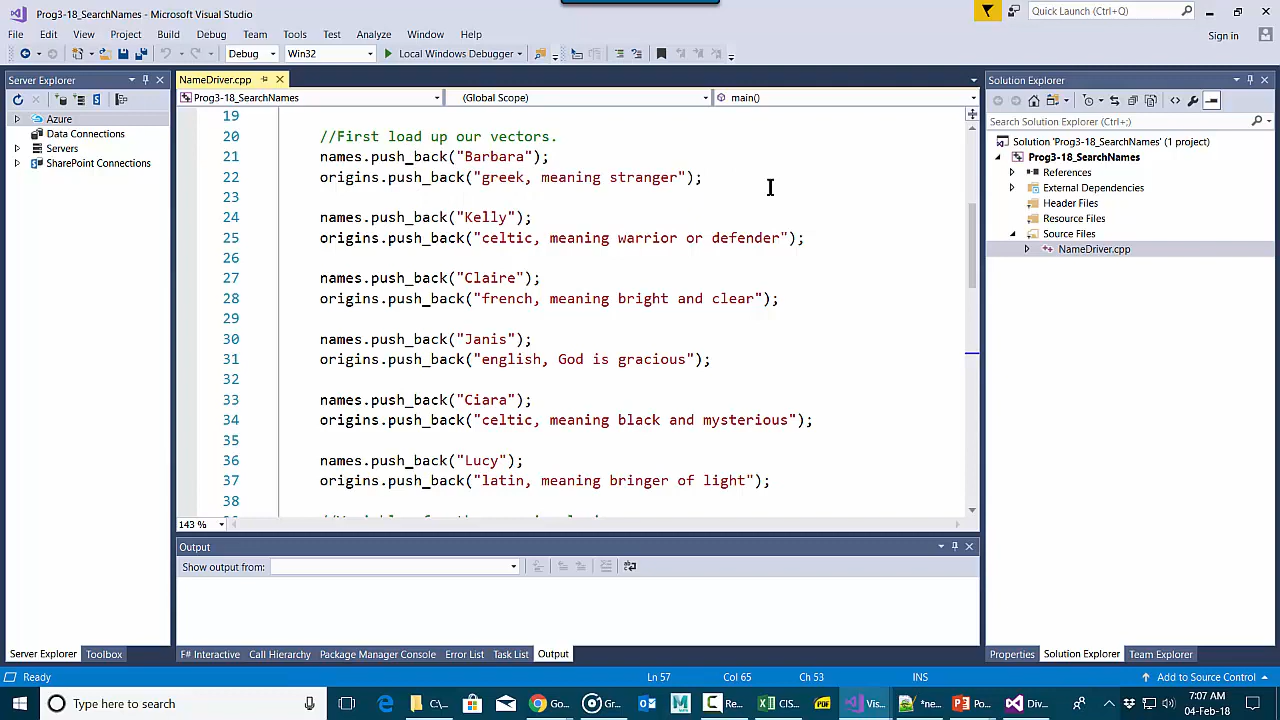 Prog3-18_SearchNames - Microsoft Visual Studio
Quick Launch (Ctrl+Q)
File Edit View Project Build Debug Team Tools Test Analyze Window Help
Sign in
Debug Win32 Local Windows Debugger
Server Explorer
Azure
Data Connections
Servers
SharePoint Connections
NameDriver.cpp
Prog3-18_SearchNames (Global Scope) main()
19
20 //First load up our vectors.
21 names.push_back("Barbara");
22 origins.push_back("greek, meaning stranger");
23
24 names.push_back("Kelly");
25 origins.push_back("celtic, meaning warrior or defender");
26
27 names.push_back("Claire");
28 origins.push_back("french, meaning bright and clear");
29
30 names.push_back("Janis");
31 origins.push_back("english, God is gracious");
32
33 names.push_back("Ciara");
34 origins.push_back("celtic, meaning black and mysterious");
35
36 names.push_back("Lucy");
37 origins.push_back("latin, meaning bringer of light");
38
143 %
Output
Show output from:
Solution Explorer
Search Solution Explorer (Ctrl+;)
Solution 'Prog3-18_SearchNames' (1 project)
Prog3-18_SearchNames
References
External Dependencies
Header Files
Resource Files
Source Files
NameDriver.cpp
Server Explorer Toolbox
F# Interactive Call Hierarchy Package Manager Console Error List Task List Output
Properties Solution Explorer Team Explorer
Ready Ln 57 Col 65 Ch 53 INS Add to Source Control
Type here to search
C:\... Go... Gr... Re... CIS... Vis... *ne... Po... Div...
7:07 AM
04-Feb-18